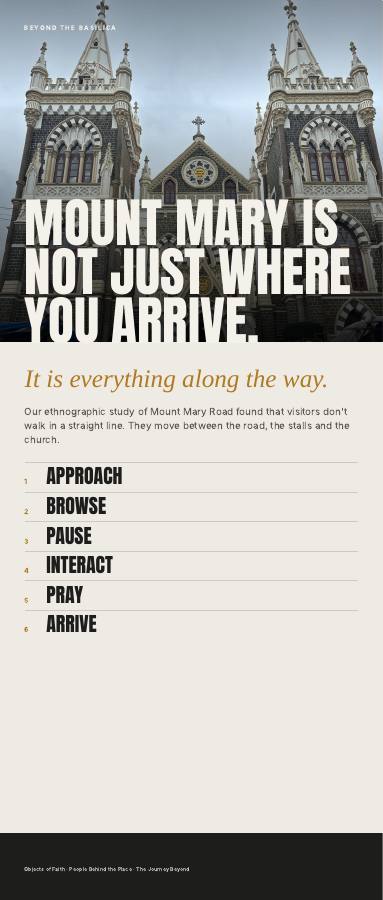 BEYOND THE BASILICA
MOUNT MARY IS
NOT JUST WHERE
YOU ARRIVE.
It is everything along the way.
Our ethnographic study of Mount Mary Road found that visitors don't
walk in a straight line. They move between the road, the stalls and the
church.
1 APPROACH
2 BROWSE
3 PAUSE
4 INTERACT
5 PRAY
6 ARRIVE
Objects of Faith · People Behind the Place · The Journey Beyond